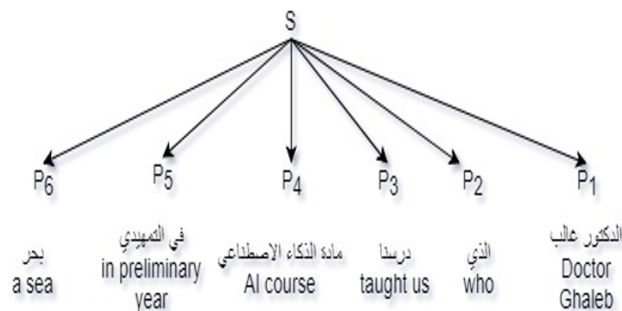 S
P6 P5 P4 P3 P2 P1
بحر في التمهيدي مادة الذكاء الاصطناعي درسنا الذي الدكتور غالب
a sea in preliminary year AI course taught us who Doctor Ghaleb